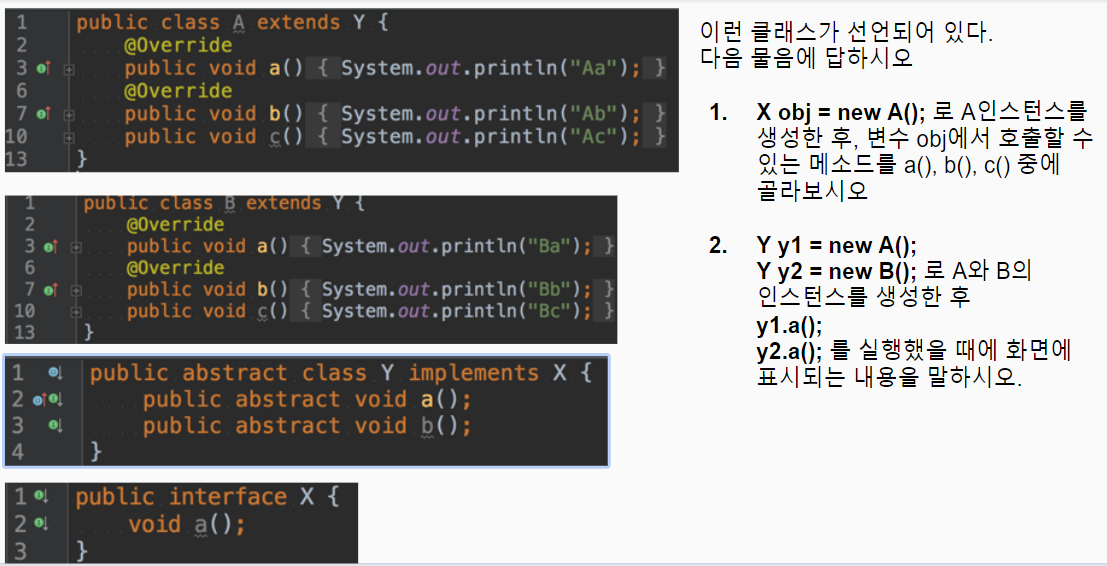 1 public class A extends Y {
2 @Override
3 public void a() { System.out.println("Aa"); }
6 @Override
7 public void b() { System.out.println("Ab"); }
10 public void c() { System.out.println("Ac"); }
13 }
1 public class B extends Y {
2 @Override
3 public void a() { System.out.println("Ba"); }
6 @Override
7 public void b() { System.out.println("Bb"); }
10 public void c() { System.out.println("Bc"); }
13 }
1 public abstract class Y implements X {
2 public abstract void a();
3 public abstract void b();
4 }
1 public interface X {
2 void a();
3 }
이런 클래스가 선언되어 있다.
다음 물음에 답하시오
1. X obj = new A(); 로 A인스턴스를
생성한 후, 변수 obj에서 호출할 수
있는 메소드를 a(), b(), c() 중에
골라보시오
2. Y y1 = new A();
Y y2 = new B(); 로 A와 B의
인스턴스를 생성한 후
y1.a();
y2.a(); 를 실행했을 때에 화면에
표시되는 내용을 말하시오.